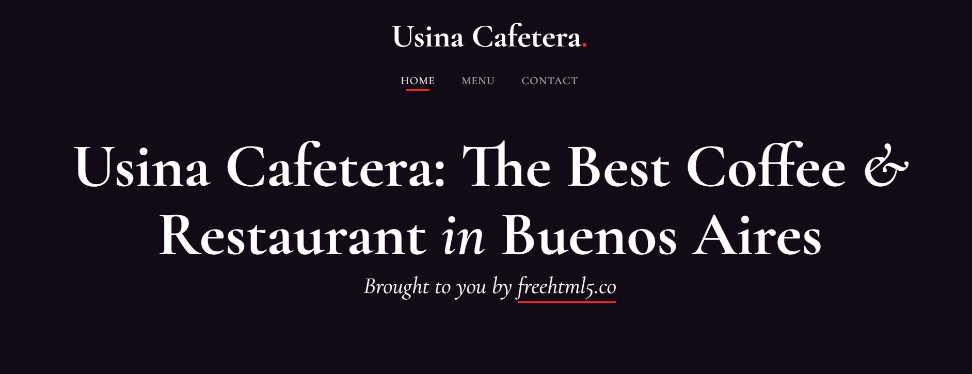 Usina Cafetera.
HOME MENU CONTACT
Usina Cafetera: The Best Coffee &
Restaurant in Buenos Aires
Brought to you by freehtml5.co